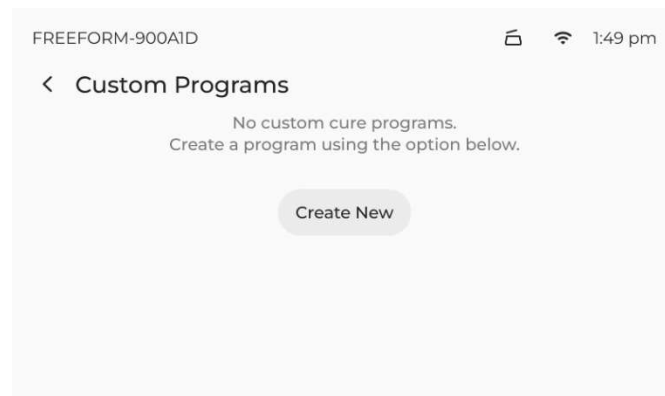 FREEFORM-900A1D 1:49 pm
Custom Programs
No custom cure programs.
Create a program using the option below.
Create New